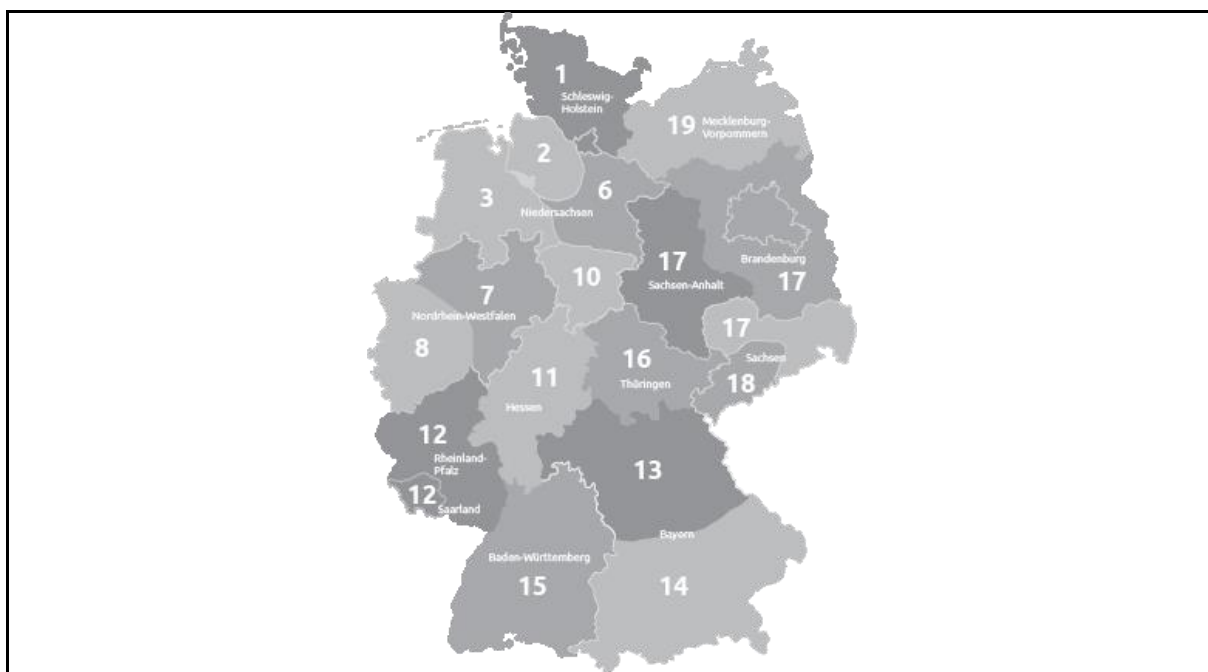 1
Schleswig-
Holstein
19
Mecklenburg-
Vorpommern
2
6
3
Niedersachsen
17
Sachsen-Anhalt
Brandenburg
17
10
7
Nordrhein-Westfalen
8
17
Sachsen
18
16
Thüringen
11
Hessen
12
Rheinland-
Pfalz
12
Saarland
13
Bayern
Baden-Württemberg
15
14